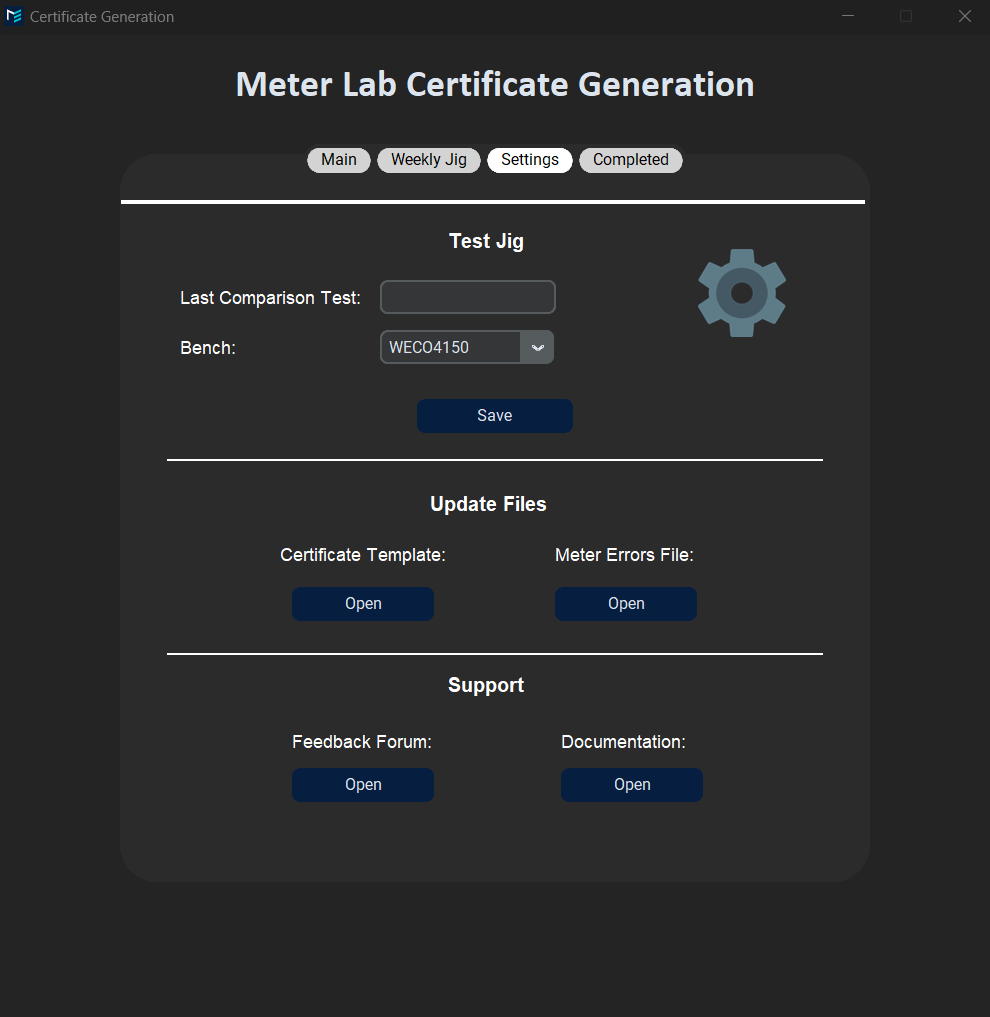 Certificate Generation
Meter Lab Certificate Generation
Main Weekly Jig Settings Completed
Test Jig
Last Comparison Test:
Bench: WECO4150
Save
Update Files
Certificate Template: Meter Errors File:
Open Open
Support
Feedback Forum: Documentation:
Open Open